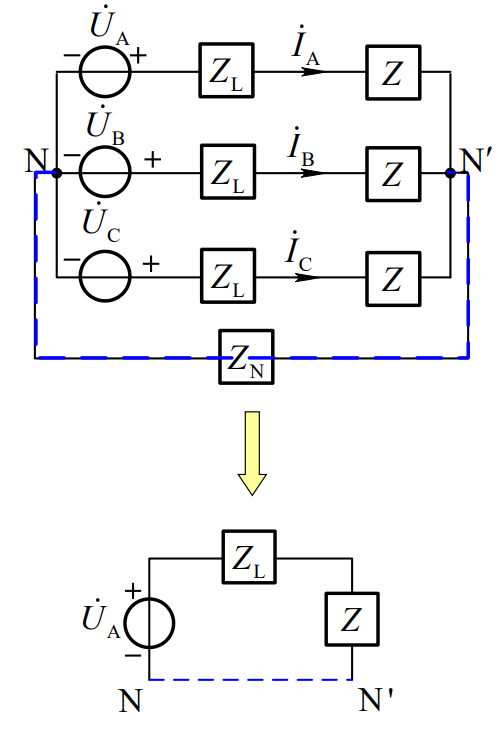 U̇A
− +
ZL
İA
Z
U̇B
N − +
ZL
İB
Z
N′
U̇C
− +
ZL
İC
Z
ZN
ZL
+
U̇A
−
Z
N
N'